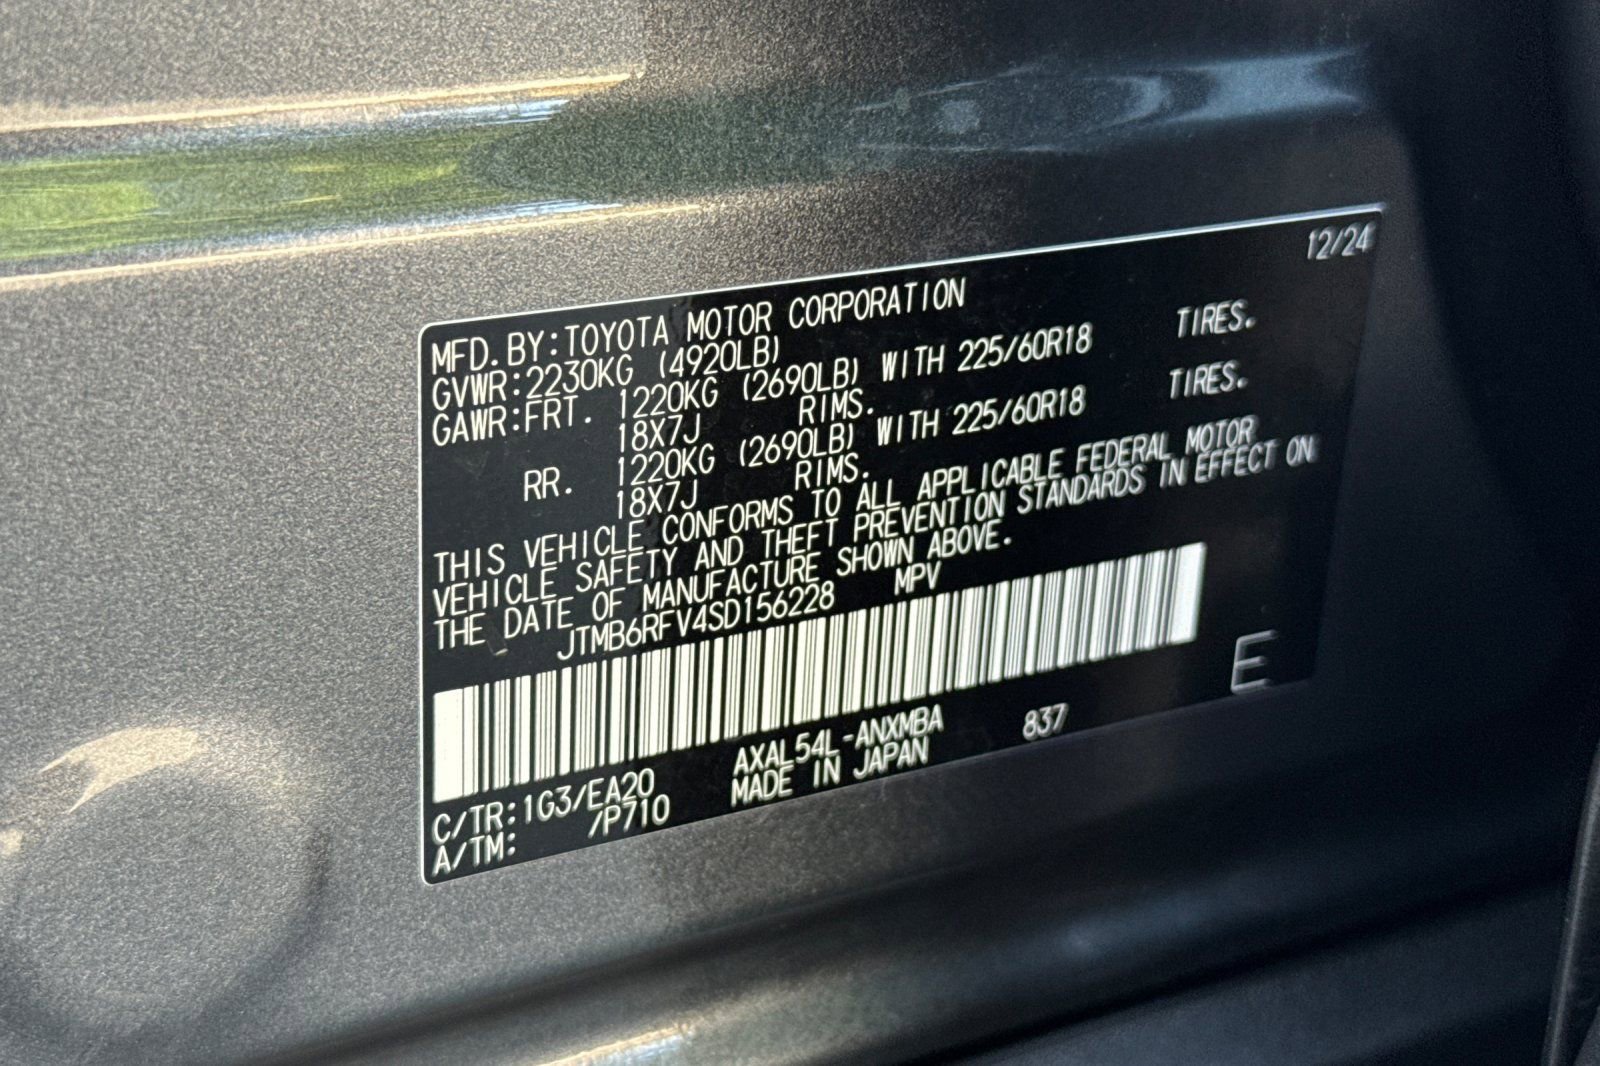 12/24
MFD. BY:TOYOTA MOTOR CORPORATION
GVWR:2230KG (4920LB)
GAWR:FRT. 1220KG (2690LB) WITH 225/60R18 TIRES.
18X7J RIMS.
RR. 1220KG (2690LB) WITH 225/60R18 TIRES.
18X7J RIMS.
THIS VEHICLE CONFORMS TO ALL APPLICABLE FEDERAL MOTOR
VEHICLE SAFETY AND THEFT PREVENTION STANDARDS IN EFFECT ON
THE DATE OF MANUFACTURE SHOWN ABOVE.
JTMB6RFV4SD156228 MPV
E
AXAL54L-ANXMBA 837
C/TR:1G3/EA20 MADE IN JAPAN
A/TM: /P710